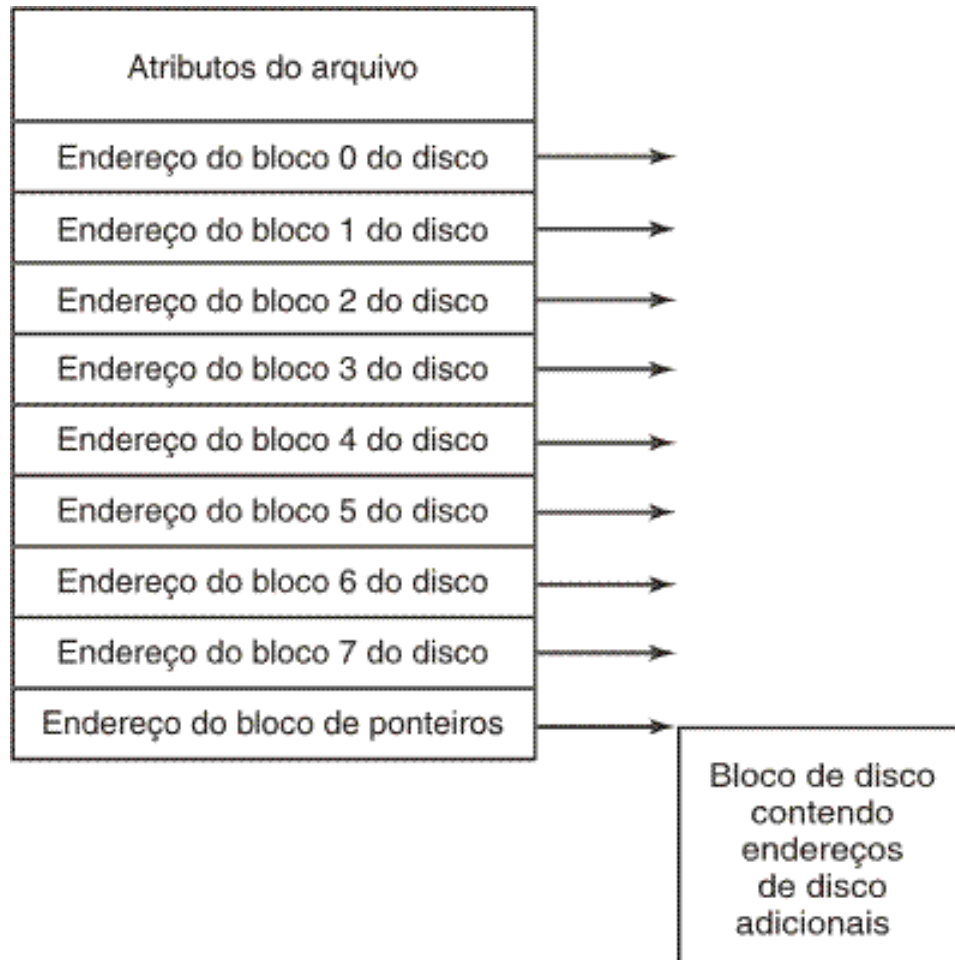 Atributos do arquivo
Endereço do bloco 0 do disco
Endereço do bloco 1 do disco
Endereço do bloco 2 do disco
Endereço do bloco 3 do disco
Endereço do bloco 4 do disco
Endereço do bloco 5 do disco
Endereço do bloco 6 do disco
Endereço do bloco 7 do disco
Endereço do bloco de ponteiros
Bloco de disco
contendo
endereços
de disco
adicionais